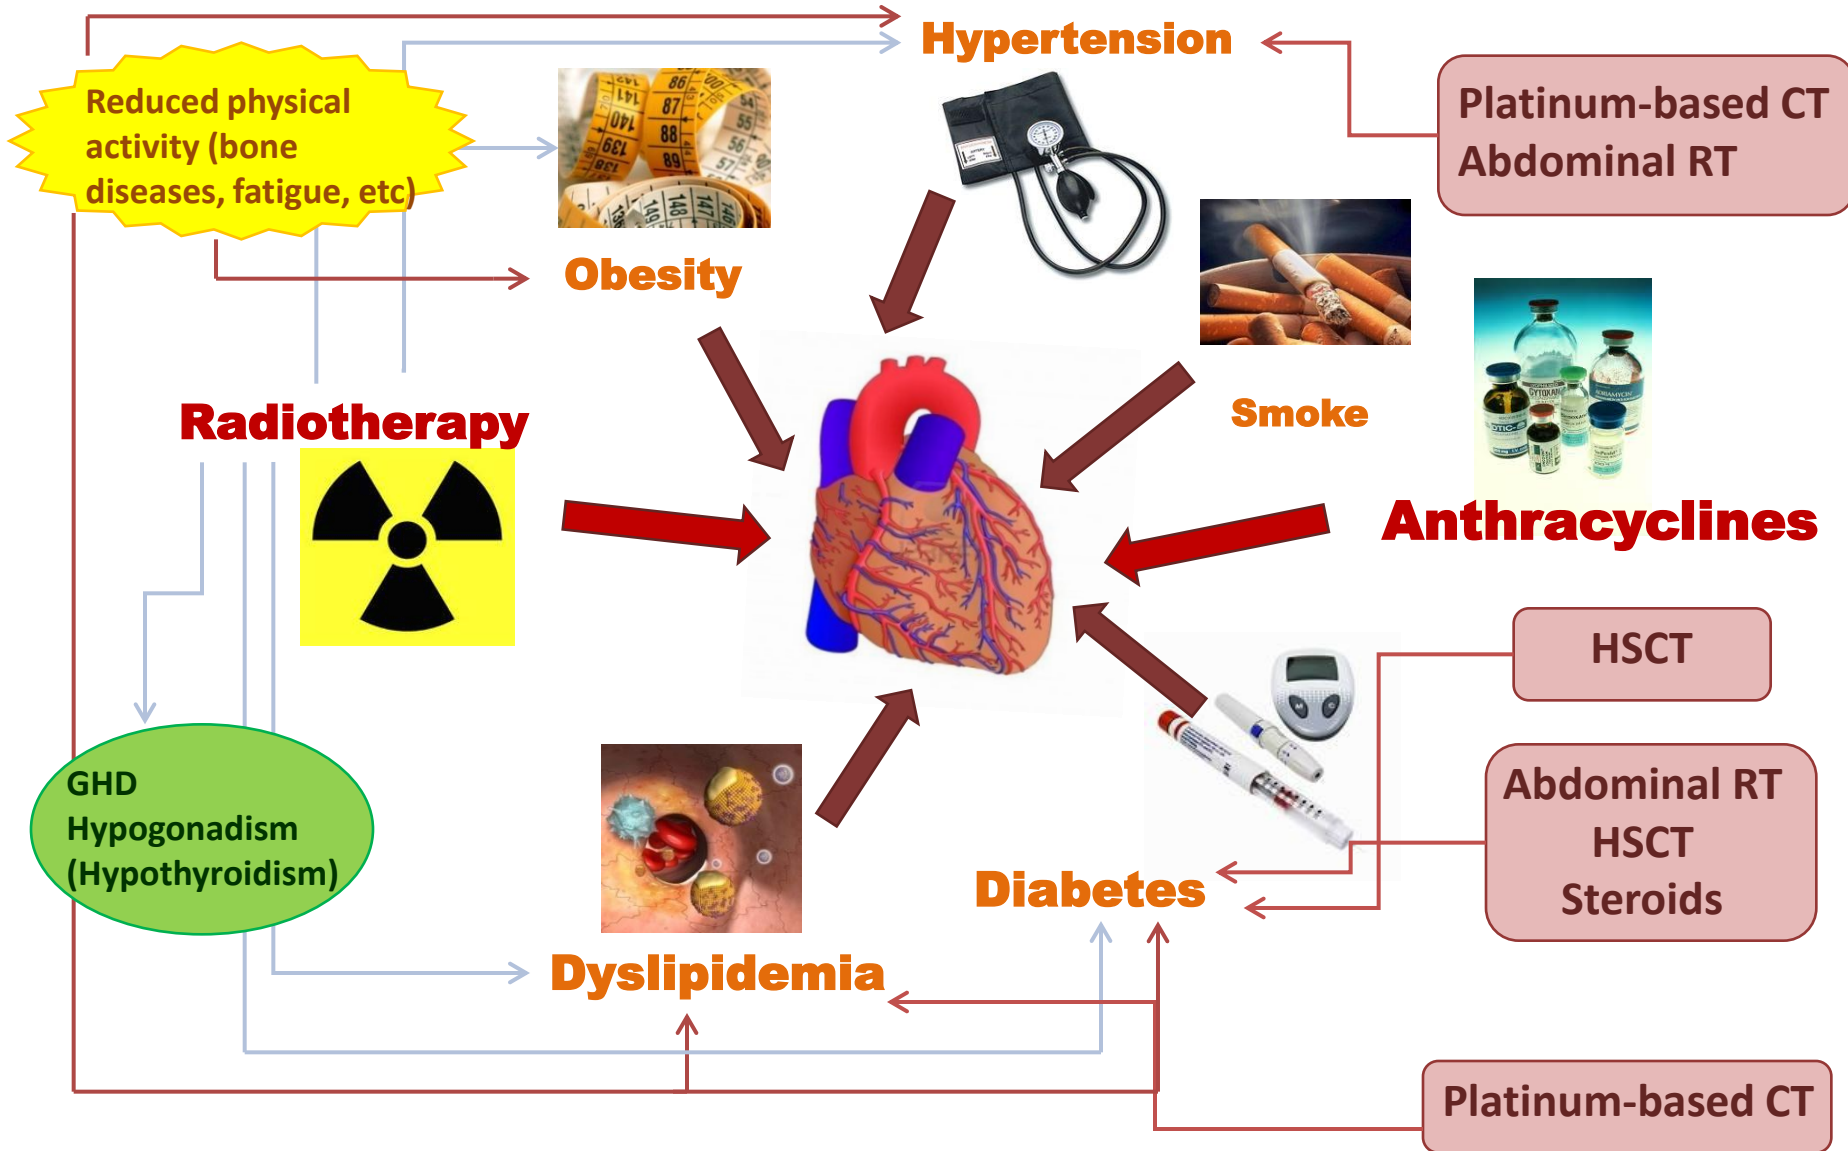 Hypertension
Reduced physical
activity (bone
diseases, fatigue, etc)
Platinum-based CT
Abdominal RT
Obesity
Smoke
Radiotherapy
CYTOXAN
Anthracyclines
HSCT
GHD
Hypogonadism
(Hypothyroidism)
Abdominal RT
HSCT
Steroids
Diabetes
Dyslipidemia
Platinum-based CT